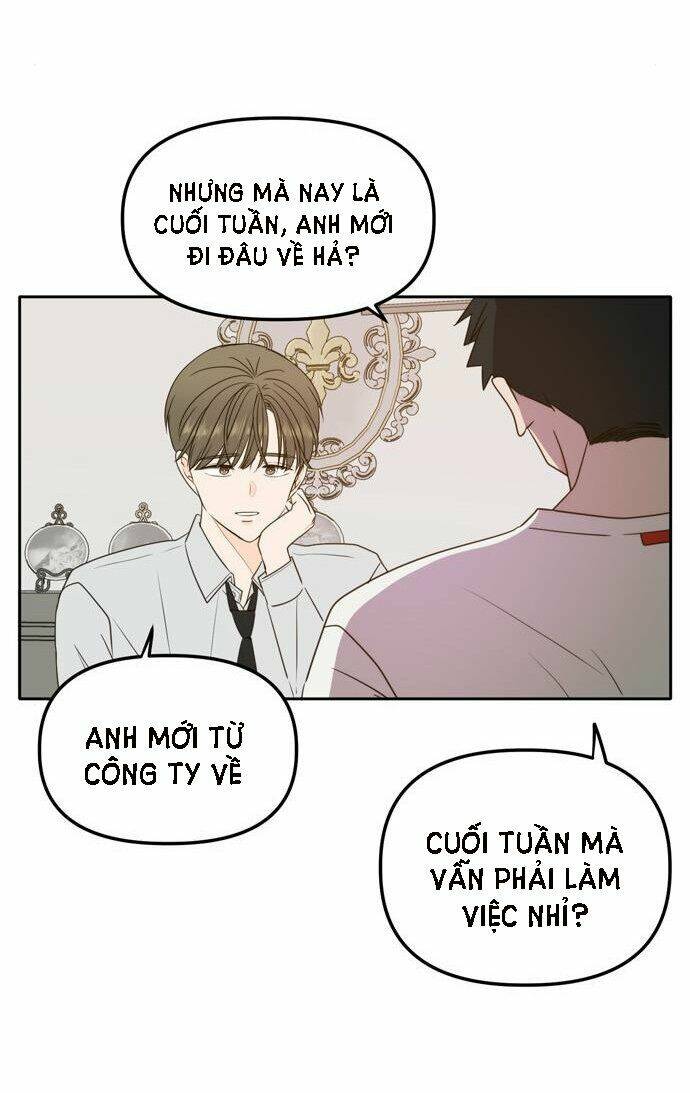 NHƯNG MÀ NAY LÀ
CUỐI TUẦN, ANH MỚI
ĐI ĐÂU VỀ HẢ?
ANH MỚI TỪ
CÔNG TY VỀ
CUỐI TUẦN MÀ
VẪN PHẢI LÀM
VIỆC NHỈ?